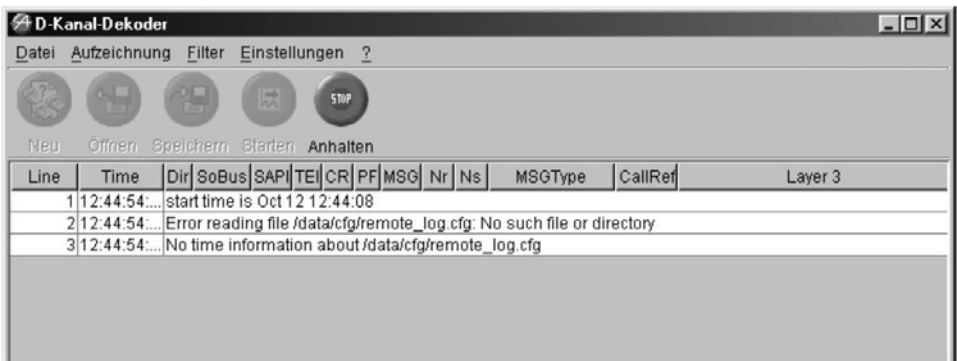 D-Kanal-Dekoder
Datei Aufzeichnung Filter Einstellungen ?
STOP
Neu Öffnen Speichern Starten Anhalten
Line Time Dir SoBus SAPI TEI CR PF MSG Nr Ns MSGType CallRef Layer 3
1 12:44:54:... start time is Oct 12 12:44:08
2 12:44:54:... Error reading file /data/cfg/remote_log.cfg: No such file or directory
3 12:44:54:... No time information about /data/cfg/remote_log.cfg